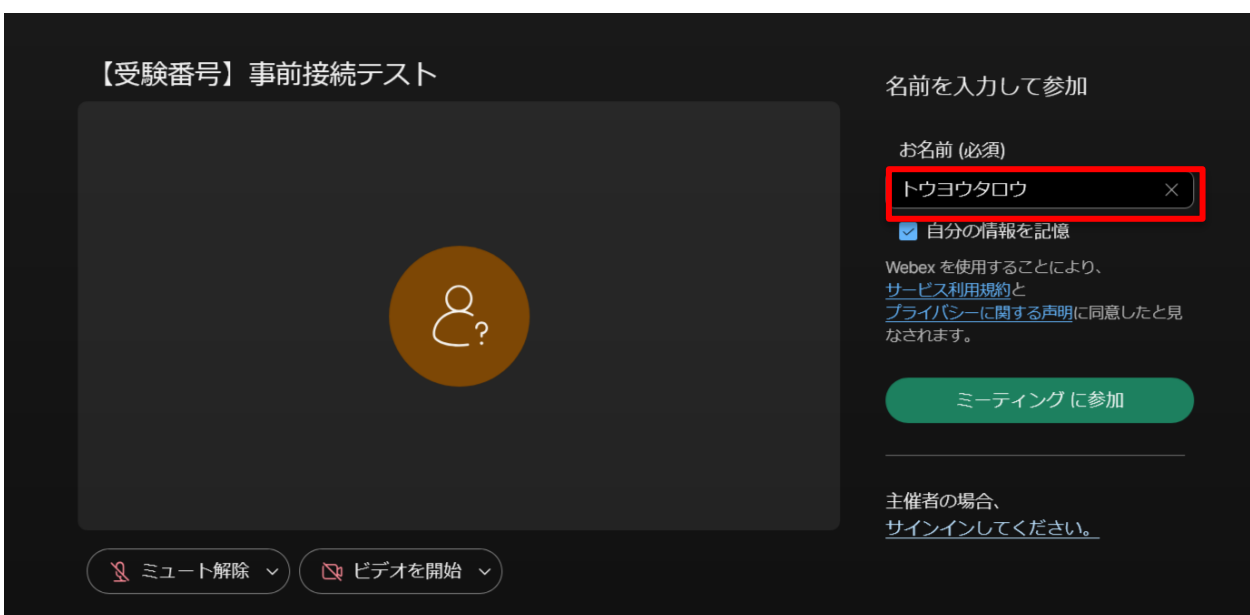 【受験番号】事前接続テスト
名前を入力して参加
お名前 (必須)
トウヨウタロウ
自分の情報を記憶
Webex を使用することにより、
サービス利用規約と
プライバシーに関する声明に同意したと見
なされます。
ミーティング に参加
主催者の場合、
サインインしてください。
ミュート解除
ビデオを開始